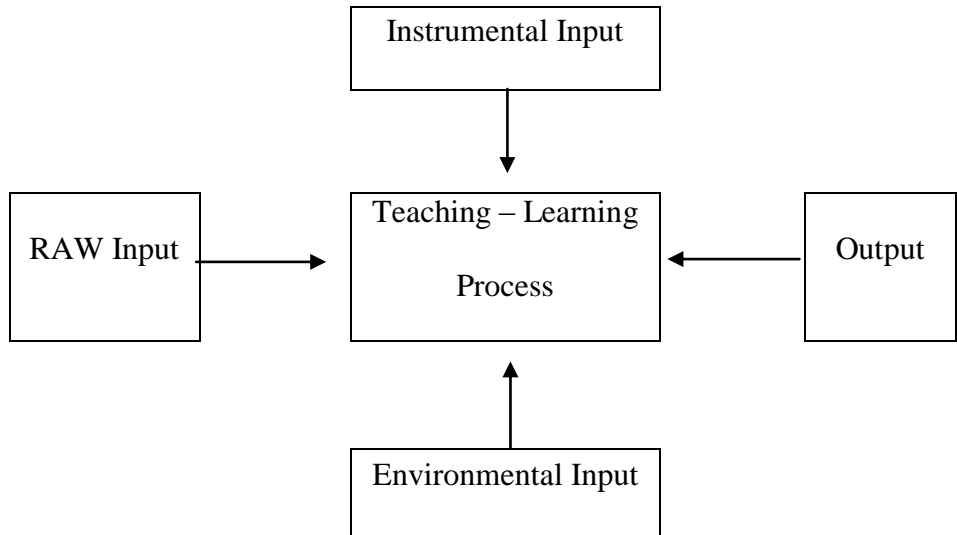 Instrumental Input
Teaching – Learning
Process
RAW Input
Output
Environmental Input